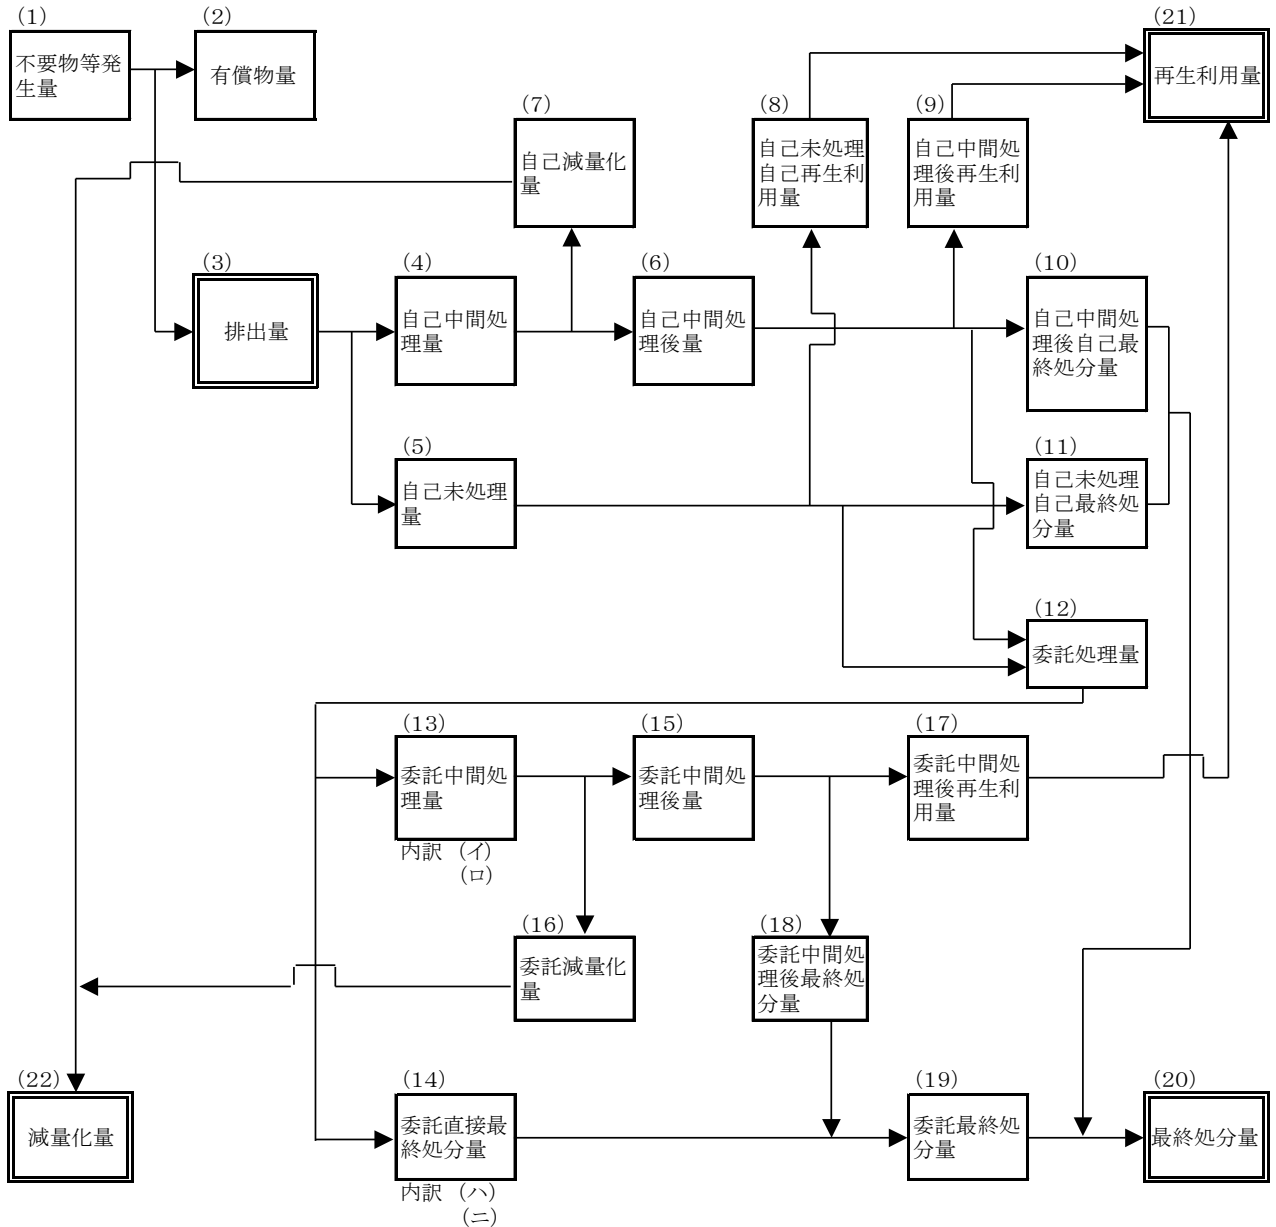 (1)
不要物等発
生量
(2)
有償物量
(21)
再生利用量
(7)
自己減量化
量
(8)
自己未処理
自己再生利
用量
(9)
自己中間処
理後再生利
用量
(3)
排出量
(4)
自己中間処
理量
(6)
自己中間処
理後量
(10)
自己中間処
理後自己最
終処分量
(5)
自己未処理
量
(11)
自己未処理
自己最終処
分量
(12)
委託処理量
(13)
委託中間処
理量
内訳 (イ)
(ロ)
(15)
委託中間処
理後量
(17)
委託中間処
理後再生利
用量
(16)
委託減量化
量
(18)
委託中間処
理後最終処
分量
(22)
減量化量
(14)
委託直接最
終処分量
内訳 (ハ)
(ニ)
(19)
委託最終処
分量
(20)
最終処分量